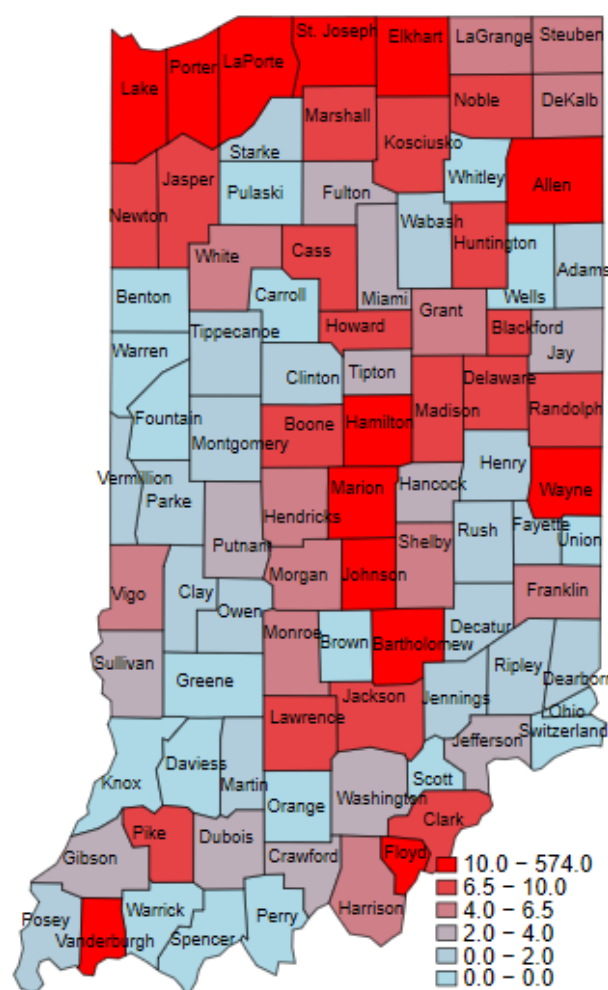 St. Joseph
Elkhart
LaGrange
Steuben
LaPorte
Porter
Lake
Noble
DeKalb
Marshall
Kosciusko
Starke
Whitley
Allen
Jasper
Pulaski
Fulton
Newton
Wabash
Huntington
White
Cass
Adams
Benton
Carroll
Miami
Wells
Grant
Tippecanoe
Howard
Blackford
Jay
Warren
Clinton
Tipton
Delaware
Fountain
Boone
Hamilton
Madison
Randolph
Montgomery
Henry
Vermillion
Parke
Marion
Hancock
Wayne
Hendricks
Rush
Fayette
Putnam
Shelby
Union
Morgan
Johnson
Franklin
Vigo
Clay
Owen
Monroe
Brown
Bartholomew
Decatur
Sullivan
Ripley
Dearborn
Greene
Jackson
Jennings
Lawrence
Ohio
Switzerland
Jefferson
Daviess
Knox
Martin
Scott
Orange
Washington
Clark
Pike
Dubois
Gibson
Crawford
Floyd
Harrison
Posey
Warrick
Perry
Vanderburgh
Spencer
10.0 − 574.0
6.5 − 10.0
4.0 − 6.5
2.0 − 4.0
0.0 − 2.0
0.0 − 0.0